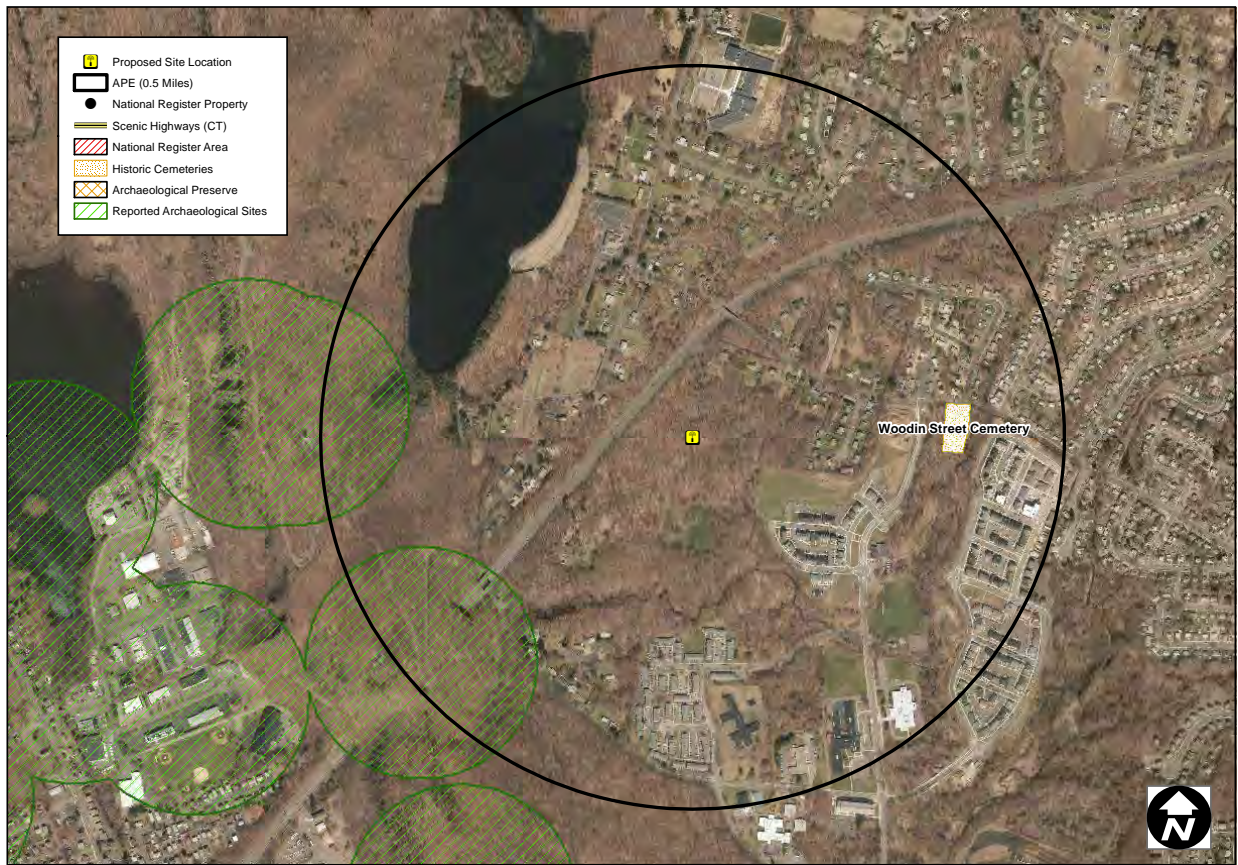 Proposed Site Location
APE (0.5 Miles)
National Register Property
Scenic Highways (CT)
National Register Area
Historic Cemeteries
Archaeological Preserve
Reported Archaeological Sites
Woodin Street Cemetery
N